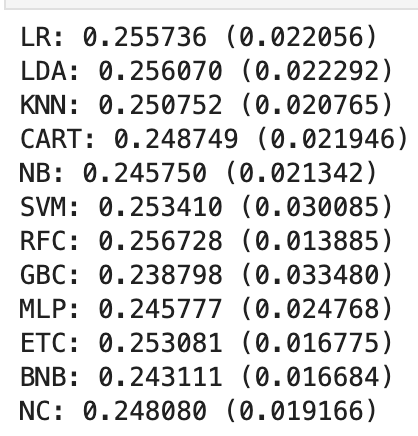 LR: 0.255736 (0.022056)
LDA: 0.256070 (0.022292)
KNN: 0.250752 (0.020765)
CART: 0.248749 (0.021946)
NB: 0.245750 (0.021342)
SVM: 0.253410 (0.030085)
RFC: 0.256728 (0.013885)
GBC: 0.238798 (0.033480)
MLP: 0.245777 (0.024768)
ETC: 0.253081 (0.016775)
BNB: 0.243111 (0.016684)
NC: 0.248080 (0.019166)